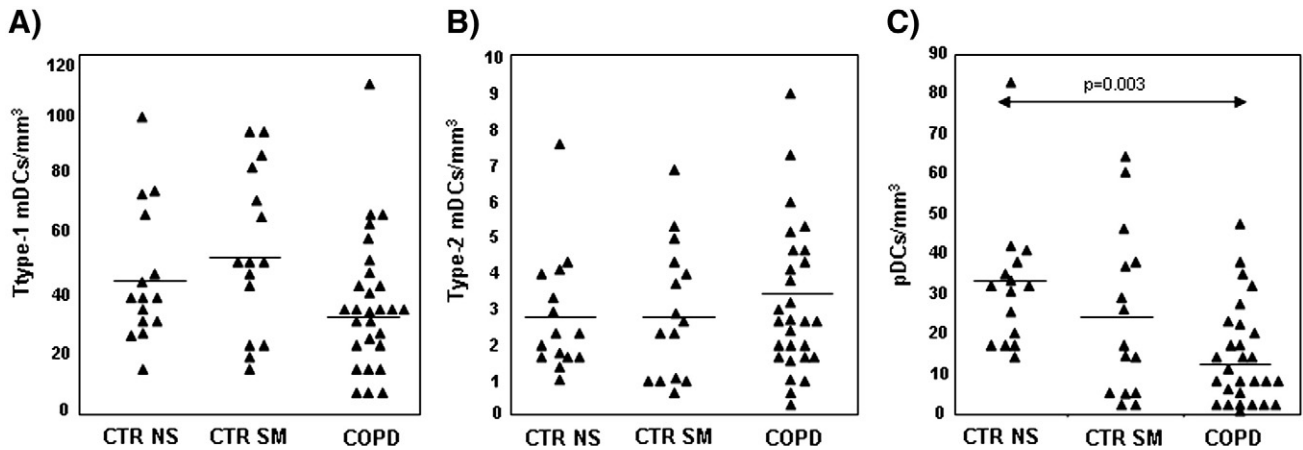 A)
Ttype-1 mDCs/mm³
120
100
80
60
40
20
0
CTR NS CTR SM COPD
B)
Type-2 mDCs/mm³
10
9
8
7
6
5
4
3
2
1
0
CTR NS CTR SM COPD
C)
pDCs/mm³
90
80
70
60
50
40
30
20
10
0
p=0.003
CTR NS CTR SM COPD